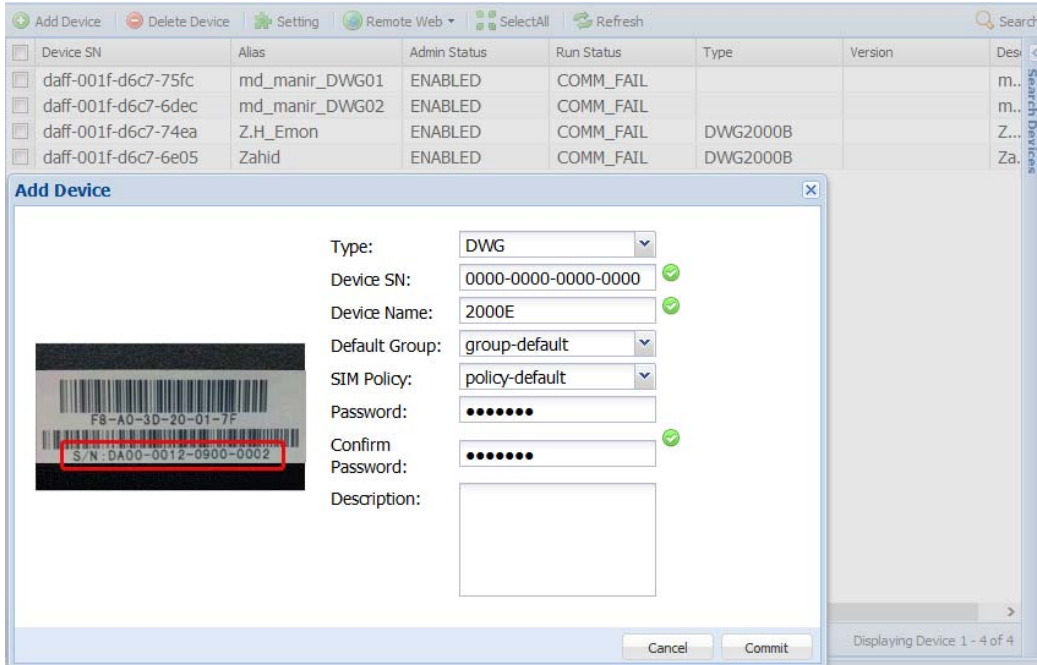 Add Device Delete Device Setting Remote Web SelectAll Refresh Search
Device SN Alias Admin Status Run Status Type Version Des
daff-001f-d6c7-75fc md_manir_DWG01 ENABLED COMM_FAIL m..
daff-001f-d6c7-6dec md_manir_DWG02 ENABLED COMM_FAIL m..
daff-001f-d6c7-74ea Z.H_Emon ENABLED COMM_FAIL DWG2000B Z...
daff-001f-d6c7-6e05 Zahid ENABLED COMM_FAIL DWG2000B Za.
Search Devices
Add Device
Type: DWG
Device SN: 0000-0000-0000-0000
Device Name: 2000E
Default Group: group-default
SIM Policy: policy-default
Password: •••••••
Confirm
Password: •••••••
Description:
F8-A0-3D-20-01-7F
S/N:DA00-0012-0900-0002
Cancel Commit
Displaying Device 1 - 4 of 4